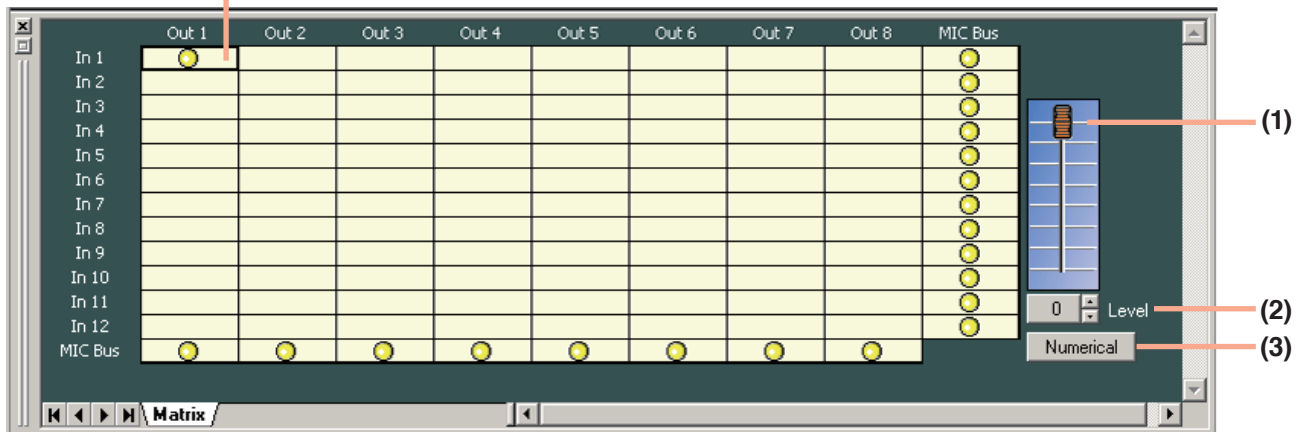 Out 1 Out 2 Out 3 Out 4 Out 5 Out 6 Out 7 Out 8 MIC Bus
In 1
In 2
In 3
In 4
In 5
In 6
In 7
In 8
In 9
In 10
In 11
In 12
MIC Bus
(1)
0 Level (2)
Numerical (3)
Matrix